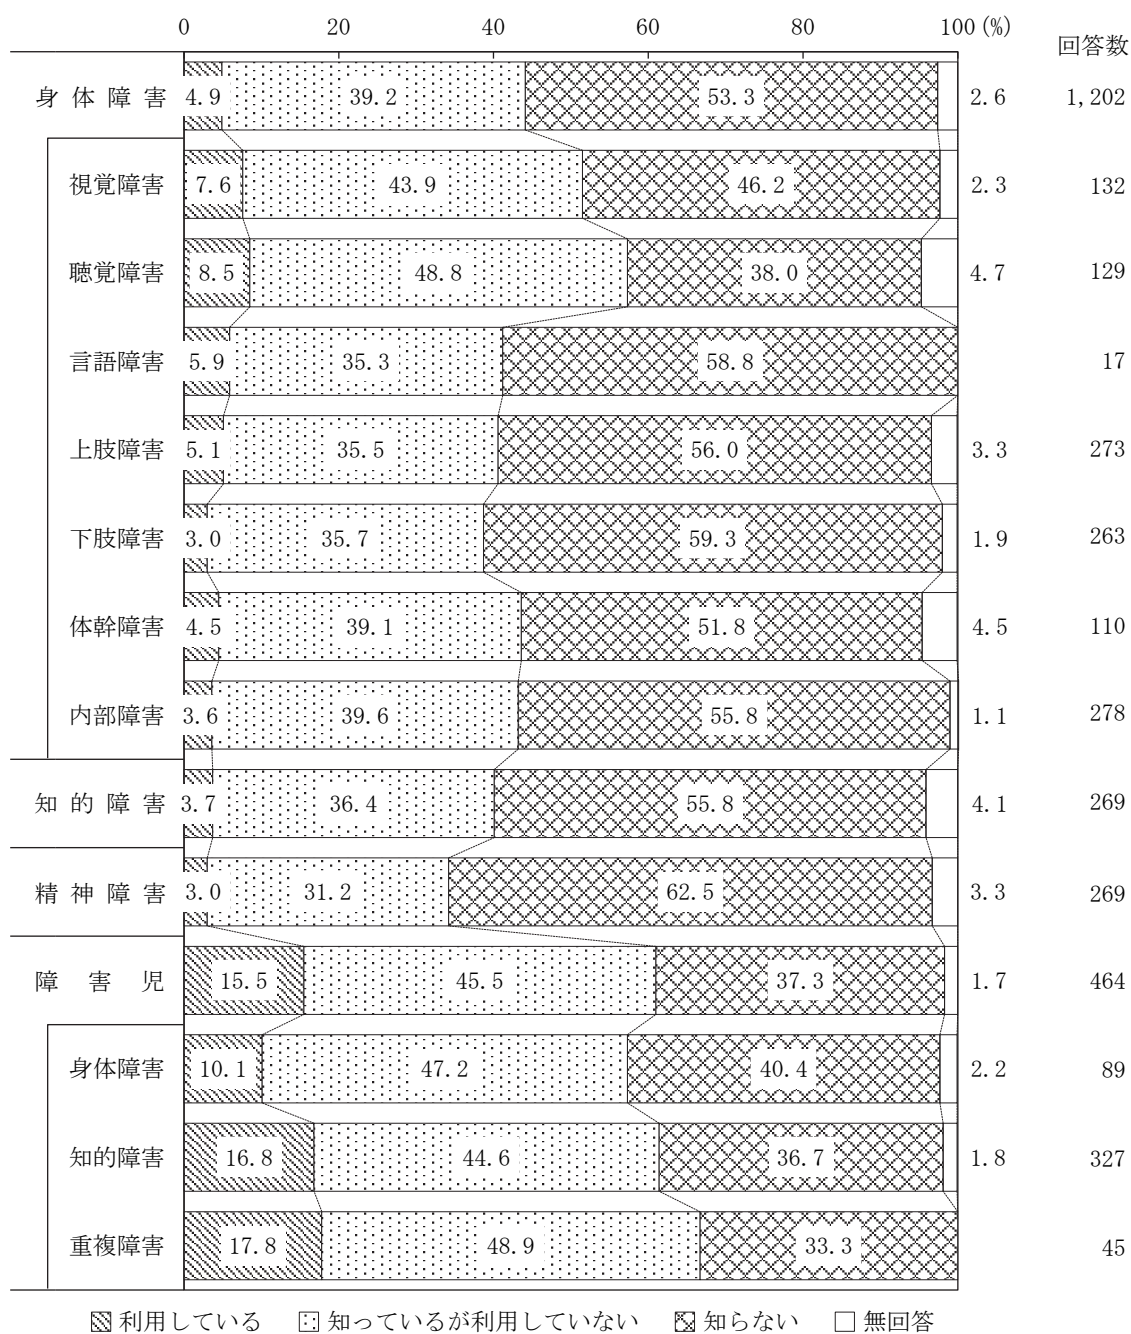 0 20 40 60 80 100 (%)
回答数
身体障害 4.9 39.2 53.3 2.6 1,202
視覚障害 7.6 43.9 46.2 2.3 132
聴覚障害 8.5 48.8 38.0 4.7 129
言語障害 5.9 35.3 58.8 17
上肢障害 5.1 35.5 56.0 3.3 273
下肢障害 3.0 35.7 59.3 1.9 263
体幹障害 4.5 39.1 51.8 4.5 110
内部障害 3.6 39.6 55.8 1.1 278
知的障害 3.7 36.4 55.8 4.1 269
精神障害 3.0 31.2 62.5 3.3 269
障害児 15.5 45.5 37.3 1.7 464
身体障害 10.1 47.2 40.4 2.2 89
知的障害 16.8 44.6 36.7 1.8 327
重複障害 17.8 48.9 33.3 45
利用している 知っているが利用していない 知らない 無回答